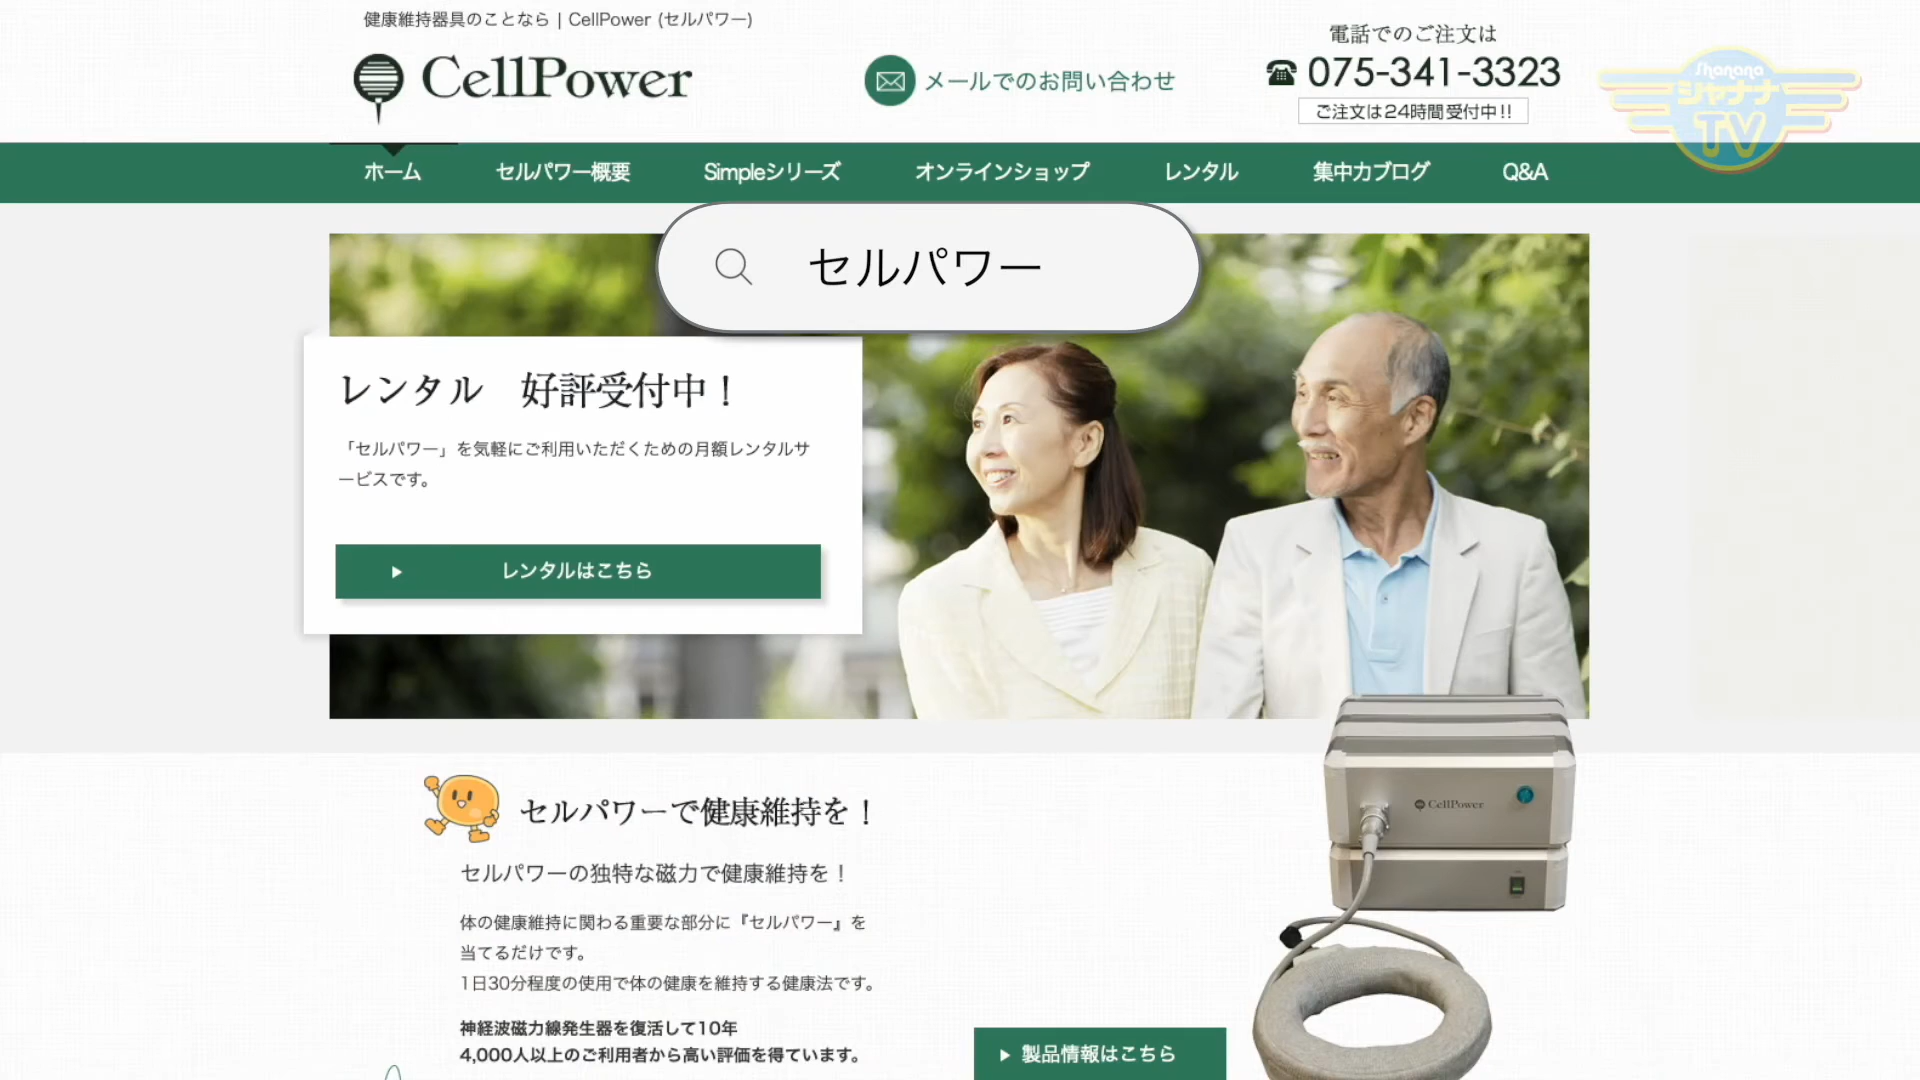 健康維持器具のことなら | CellPower (セルパワー)
CellPower
メールでのお問い合わせ
電話でのご注文は
075-341-3323
ご注文は24時間受付中!!
Shanana
シャナナ
TV
ホーム
セルパワー概要
Simpleシリーズ
オンラインショップ
レンタル
集中力ブログ
Q&A
セルパワー
レンタル 好評受付中！
「セルパワー」を気軽にご利用いただくための月額レンタルサ
ービスです。
レンタルはこちら
セルパワーで健康維持を！
セルパワーの独特な磁力で健康維持を！
体の健康維持に関わる重要な部分に『セルパワー』を
当てるだけです。
1日30分程度の使用で体の健康を維持する健康法です。
神経波磁力線発生器を復活して10年
4,000人以上のご利用者から高い評価を得ています。
CellPower
製品情報はこちら